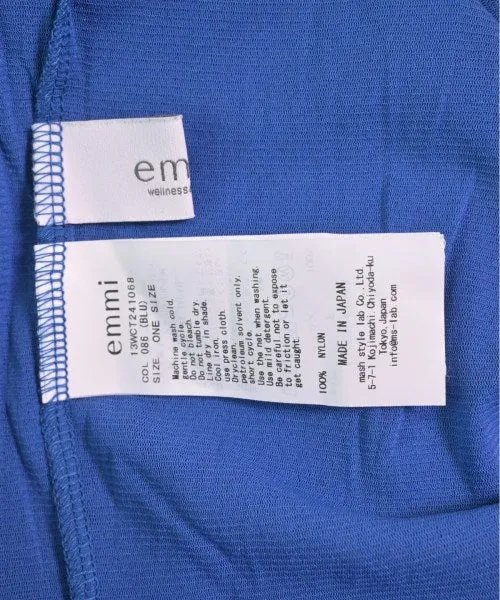 emm
wellness
emmi
13WCT241068
COL 086 (BLU)
SIZE ONE SIZE
Machine wash cold,
gentle cycle.
Do not bleach.
Do not tumble dry.
Line dry in shade.
Cool iron,
use press cloth.
Dryclean,
petroleum solvent only,
short cycle.
Use the net when washing.
Use mild detergent.
Be careful not to expose
to friction or let it
get caught.
100% NYLON
MADE IN JAPAN
mash style lab Co.,Ltd.
5-7-1 Kojimachi, Chiyoda-ku
Tokyo, Japan
info@ms-lab.com